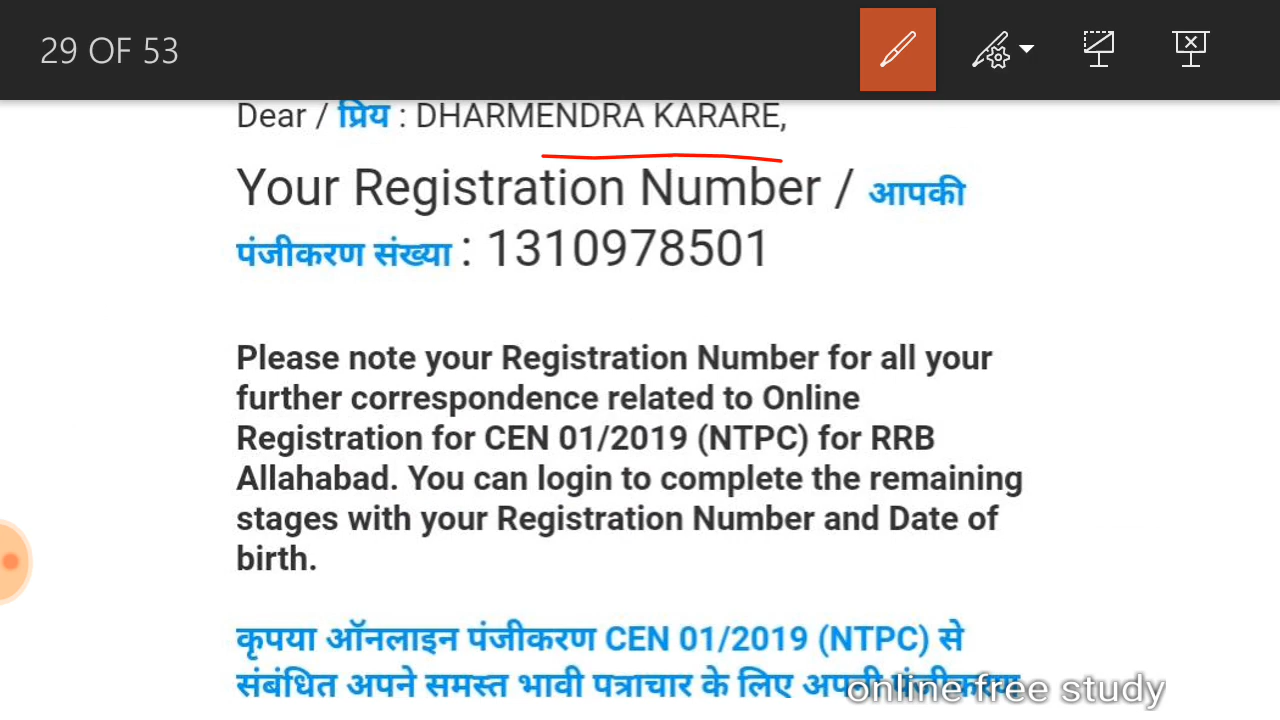 29 OF 53
Dear / प्रिय : DHARMENDRA KARARE,
Your Registration Number / आपकी
पंजीकरण संख्या : 1310978501
Please note your Registration Number for all your
further correspondence related to Online
Registration for CEN 01/2019 (NTPC) for RRB
Allahabad. You can login to complete the remaining
stages with your Registration Number and Date of
birth.
कृपया ऑनलाइन पंजीकरण CEN 01/2019 (NTPC) से
संबंधित अपने समस्त भावी पत्राचार के लिए
online free study